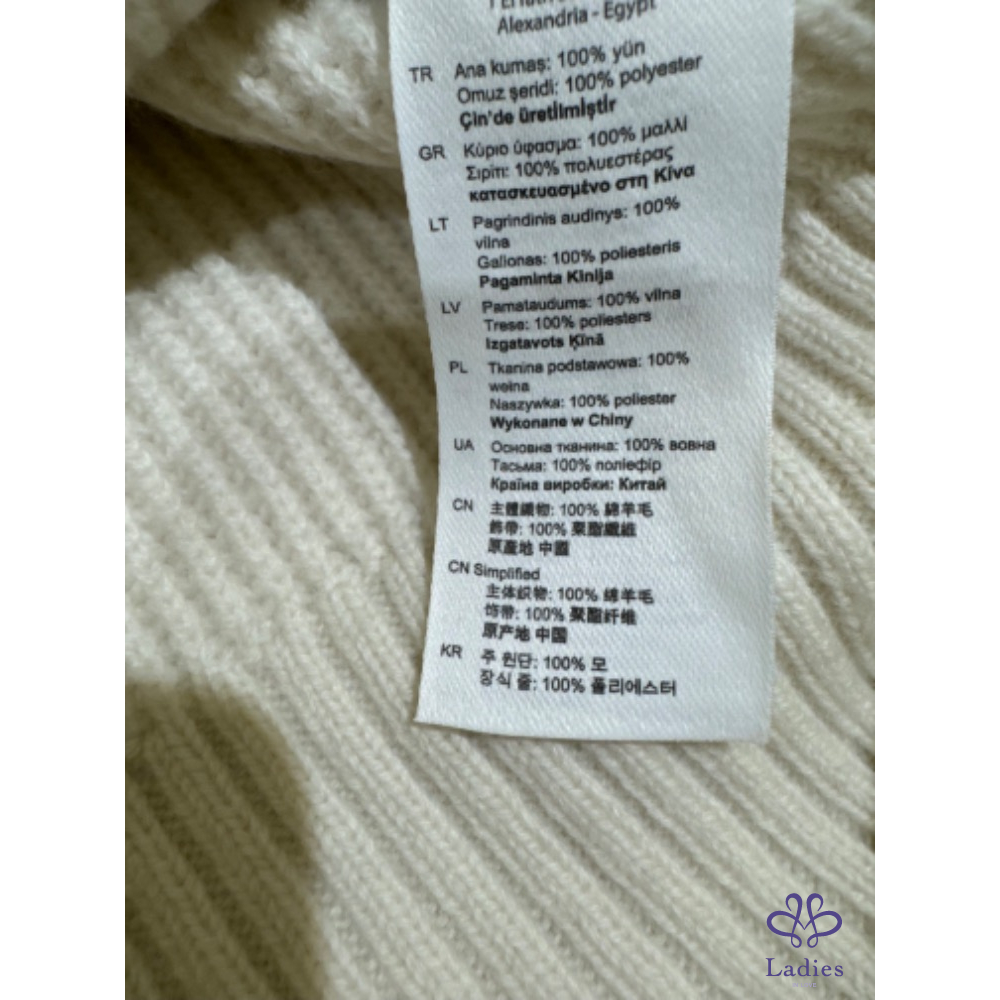 Alexandria - Egypt
TR Ana kumaş: 100% yün
Omuz şeridi: 100% polyester
Çin'de üretilmiştir
GR Κύριο ύφασμα: 100% μαλλί
Σιρίτι: 100% πολυεστέρας
κατασκευασμένο στη Κίνα
LT Pagrindinis audinys: 100%
vilna
Galionas: 100% poliesteris
Pagaminta Kinija
LV Pamataudums: 100% vilna
Trese: 100% poliesters
Izgatavots Ķīnā
PL Tkanina podstawowa: 100%
wełna
Naszywka: 100% poliester
Wykonane w Chiny
UA Основна тканина: 100% вовна
Тасьма: 100% поліефір
Країна виробки: Китай
CN 主體織物: 100% 綿羊毛
飾帶: 100% 聚酯纖維
原產地 中國
CN Simplified
主体织物: 100% 绵羊毛
饰带: 100% 聚酯纤维
原产地 中国
KR 주 원단: 100% 모
장식 줄: 100% 폴리에스터
Ladies